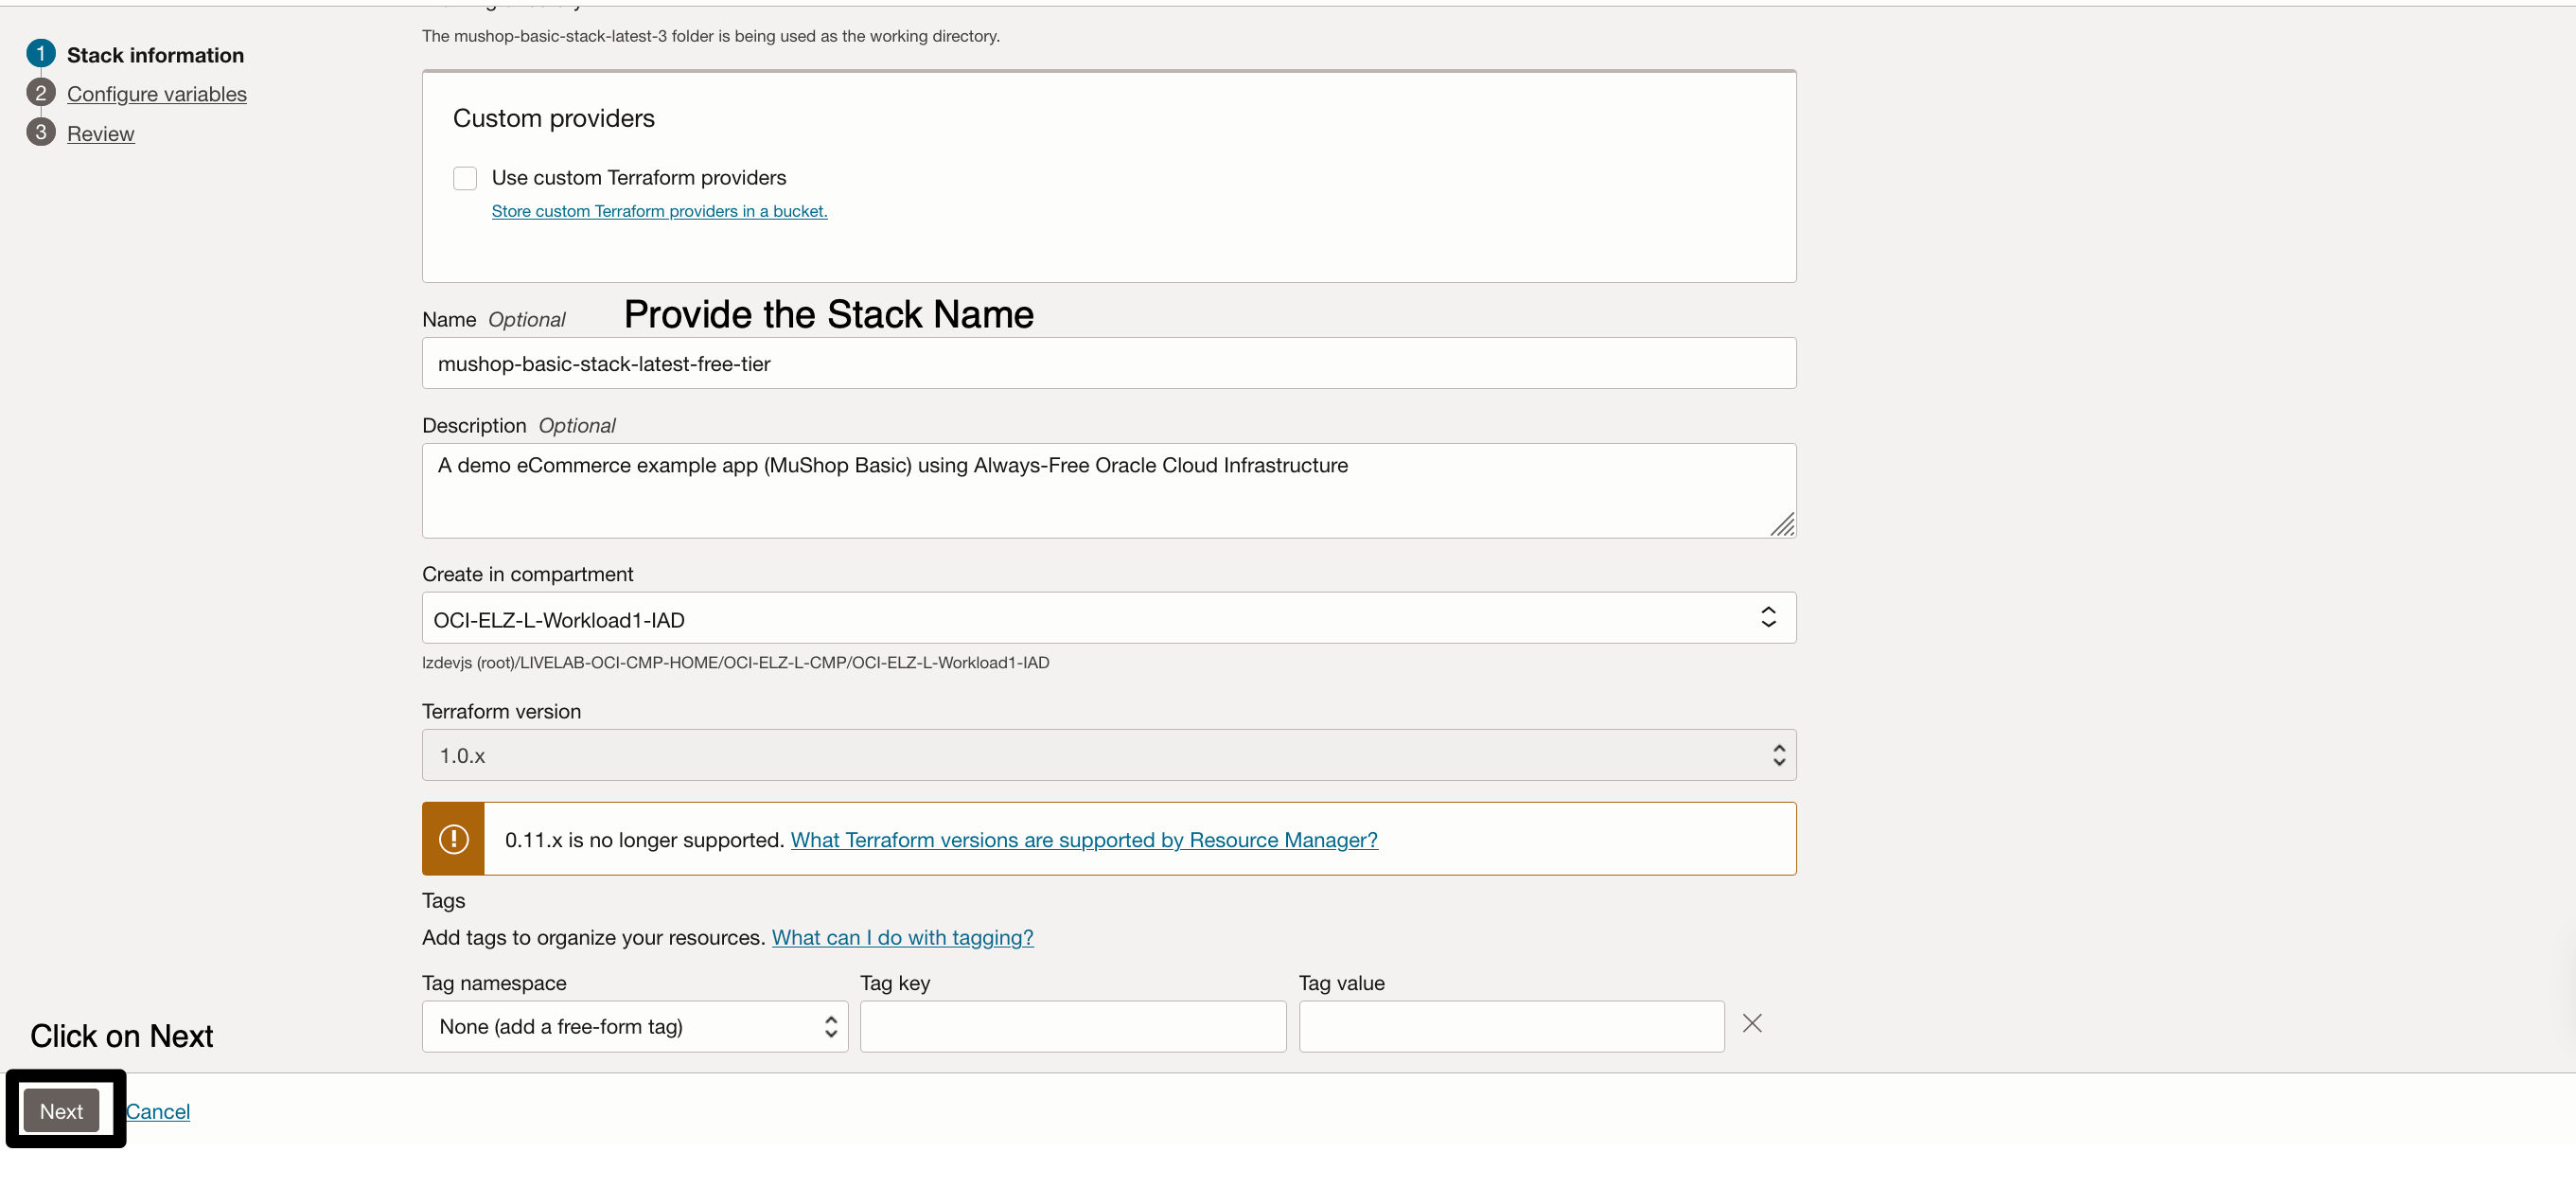 The mushop-basic-stack-latest-3 folder is being used as the working directory.
1 Stack information
2 Configure variables
3 Review
Custom providers
Use custom Terraform providers
Store custom Terraform providers in a bucket.
Name Optional
Provide the Stack Name
mushop-basic-stack-latest-free-tier
Description Optional
A demo eCommerce example app (MuShop Basic) using Always-Free Oracle Cloud Infrastructure
Create in compartment
OCI-ELZ-L-Workload1-IAD
lzdevjs (root)/LIVELAB-OCI-CMP-HOME/OCI-ELZ-L-CMP/OCI-ELZ-L-Workload1-IAD
Terraform version
1.0.x
0.11.x is no longer supported. What Terraform versions are supported by Resource Manager?
Tags
Add tags to organize your resources. What can I do with tagging?
Tag namespace Tag key Tag value
None (add a free-form tag)
Click on Next
Next Cancel